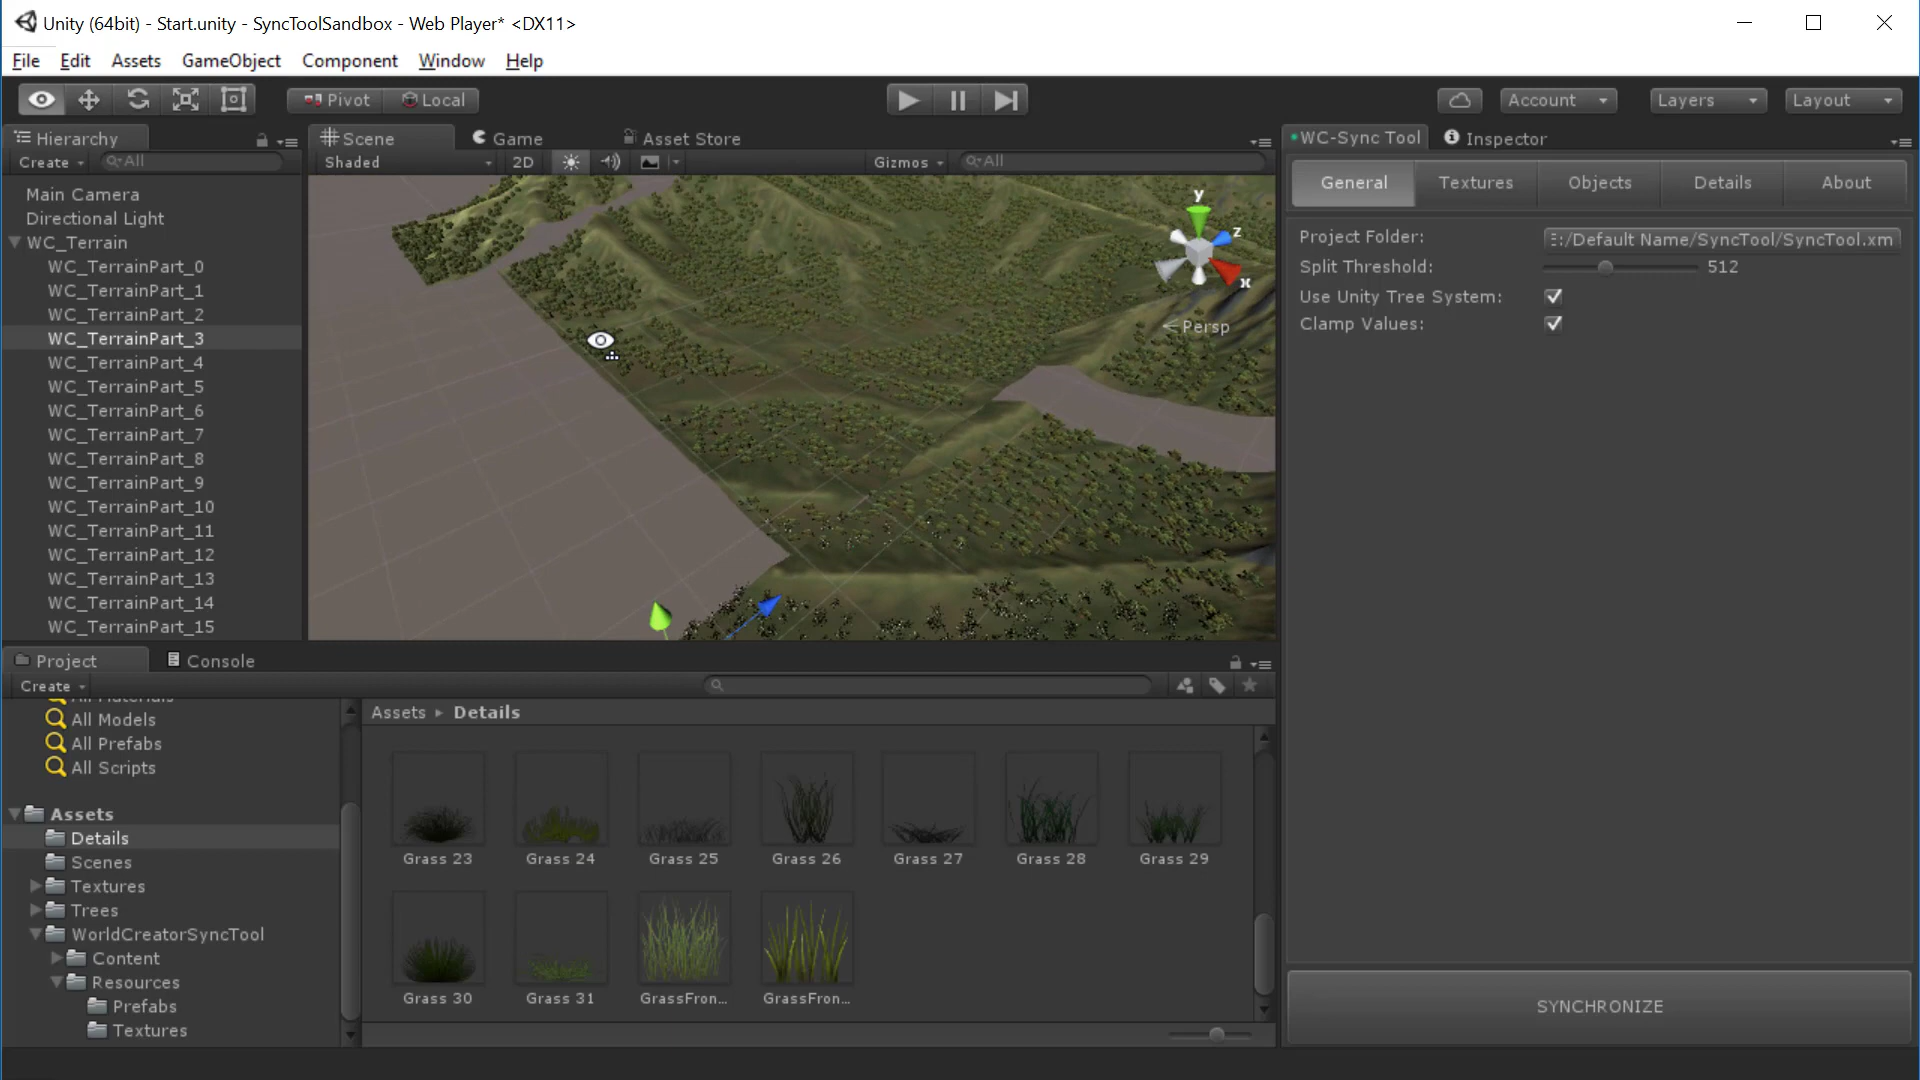 Unity (64bit) - Start.unity - SyncToolSandbox - Web Player* <DX11>
File Edit Assets GameObject Component Window Help
Pivot Local Account Layers Layout
Hierarchy
Create All
Main Camera
Directional Light
WC_Terrain
WC_TerrainPart_0
WC_TerrainPart_1
WC_TerrainPart_2
WC_TerrainPart_3
WC_TerrainPart_4
WC_TerrainPart_5
WC_TerrainPart_6
WC_TerrainPart_7
WC_TerrainPart_8
WC_TerrainPart_9
WC_TerrainPart_10
WC_TerrainPart_11
WC_TerrainPart_12
WC_TerrainPart_13
WC_TerrainPart_14
WC_TerrainPart_15
Scene Game Asset Store
Shaded 2D Gizmos All
y
z
x
Persp
WC-Sync Tool Inspector
General Textures Objects Details About
Project Folder: E:/Default Name/SyncTool/SyncTool.xm
Split Threshold: 512
Use Unity Tree System:
Clamp Values:
SYNCHRONIZE
Project Console
Create
All Materials
All Models
All Prefabs
All Scripts
Assets
Details
Scenes
Textures
Trees
WorldCreatorSyncTool
Content
Resources
Prefabs
Textures
Assets Details
Grass 23 Grass 24 Grass 25 Grass 26 Grass 27 Grass 28 Grass 29
Grass 30 Grass 31 GrassFron... GrassFron...